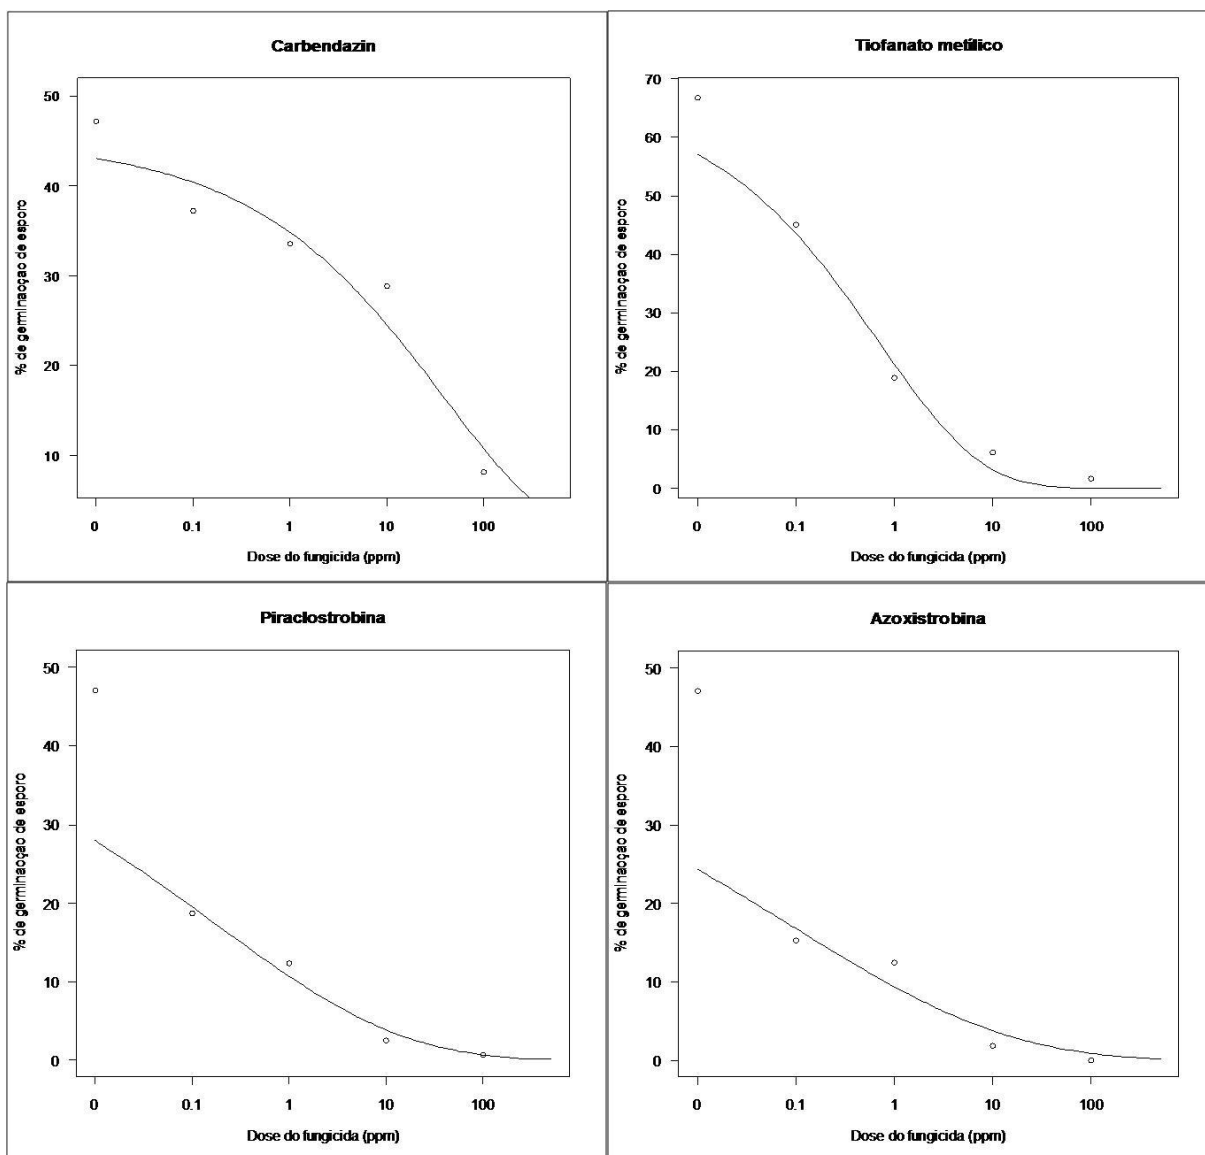 Carbendazin
% de germinaocçao de esporo
50
40
30
20
10
0 0.1 1 10 100
Dose do fungicida (ppm)
Tiofanato metílico
% de germinaocçao de esporo
70
60
50
40
30
20
10
0
0 0.1 1 10 100
Dose do fungicida (ppm)
Piraclostrobina
% de germinaocçao de esporo
50
40
30
20
10
0
0 0.1 1 10 100
Dose do fungicida (ppm)
Azoxistrobina
% de germinaocçao de esporo
50
40
30
20
10
0
0 0.1 1 10 100
Dose do fungicida (ppm)